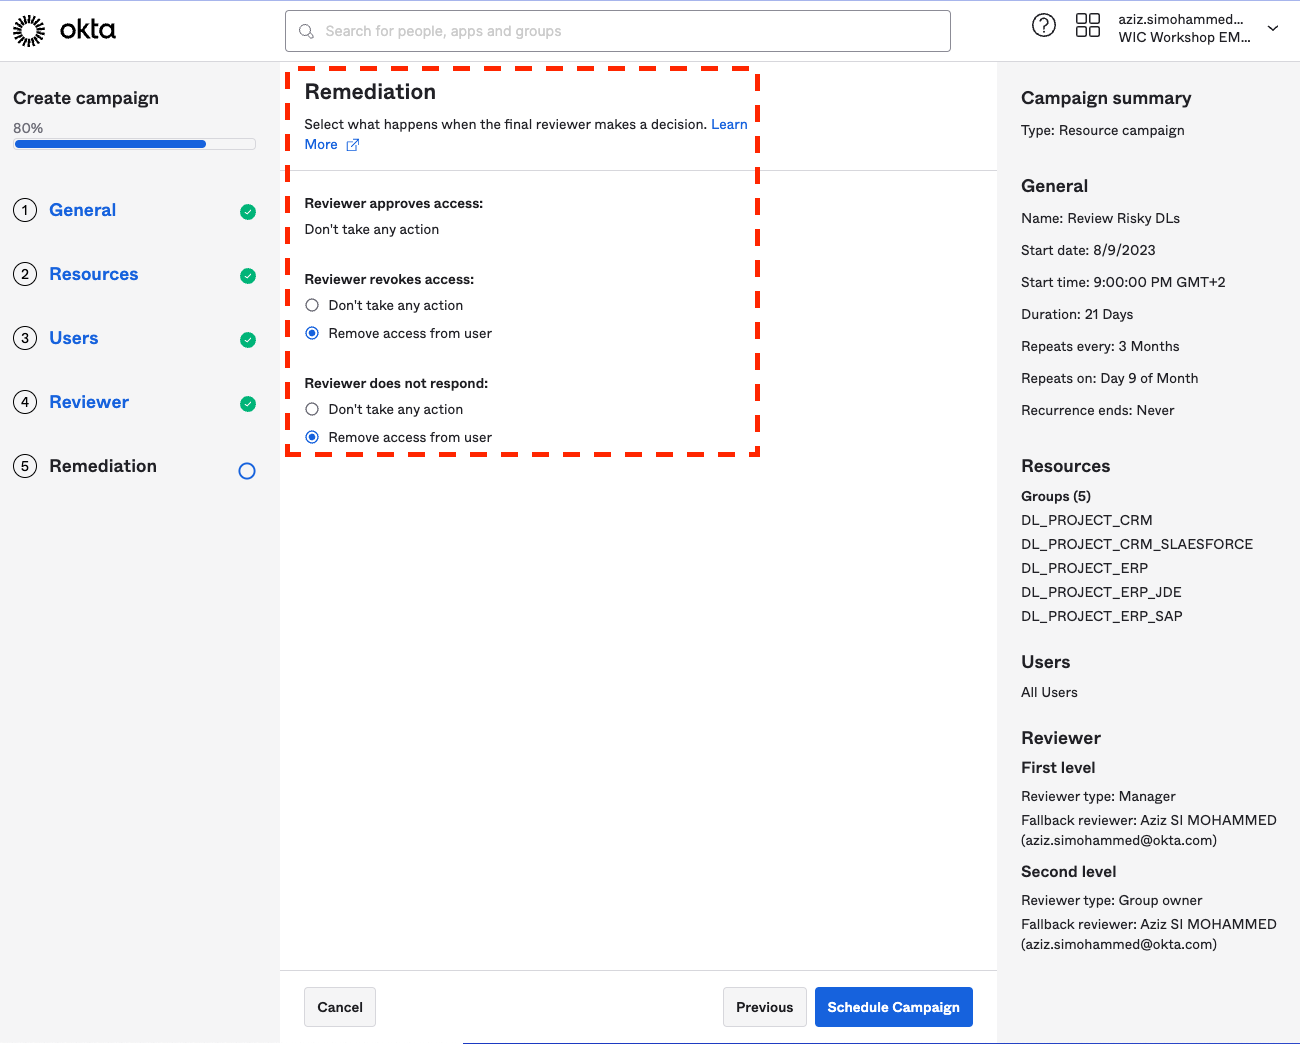 okta
Search for people, apps and groups
aziz.simohammed...
WIC Workshop EM...
Create campaign
80%
1 General
2 Resources
3 Users
4 Reviewer
5 Remediation
Remediation
Select what happens when the final reviewer makes a decision. Learn
More
Reviewer approves access:
Don't take any action
Reviewer revokes access:
Don't take any action
Remove access from user
Reviewer does not respond:
Don't take any action
Remove access from user
Cancel
Previous
Schedule Campaign
Campaign summary
Type: Resource campaign
General
Name: Review Risky DLs
Start date: 8/9/2023
Start time: 9:00:00 PM GMT+2
Duration: 21 Days
Repeats every: 3 Months
Repeats on: Day 9 of Month
Recurrence ends: Never
Resources
Groups (5)
DL_PROJECT_CRM
DL_PROJECT_CRM_SLAESFORCE
DL_PROJECT_ERP
DL_PROJECT_ERP_JDE
DL_PROJECT_ERP_SAP
Users
All Users
Reviewer
First level
Reviewer type: Manager
Fallback reviewer: Aziz SI MOHAMMED
(aziz.simohammed@okta.com)
Second level
Reviewer type: Group owner
Fallback reviewer: Aziz SI MOHAMMED
(aziz.simohammed@okta.com)